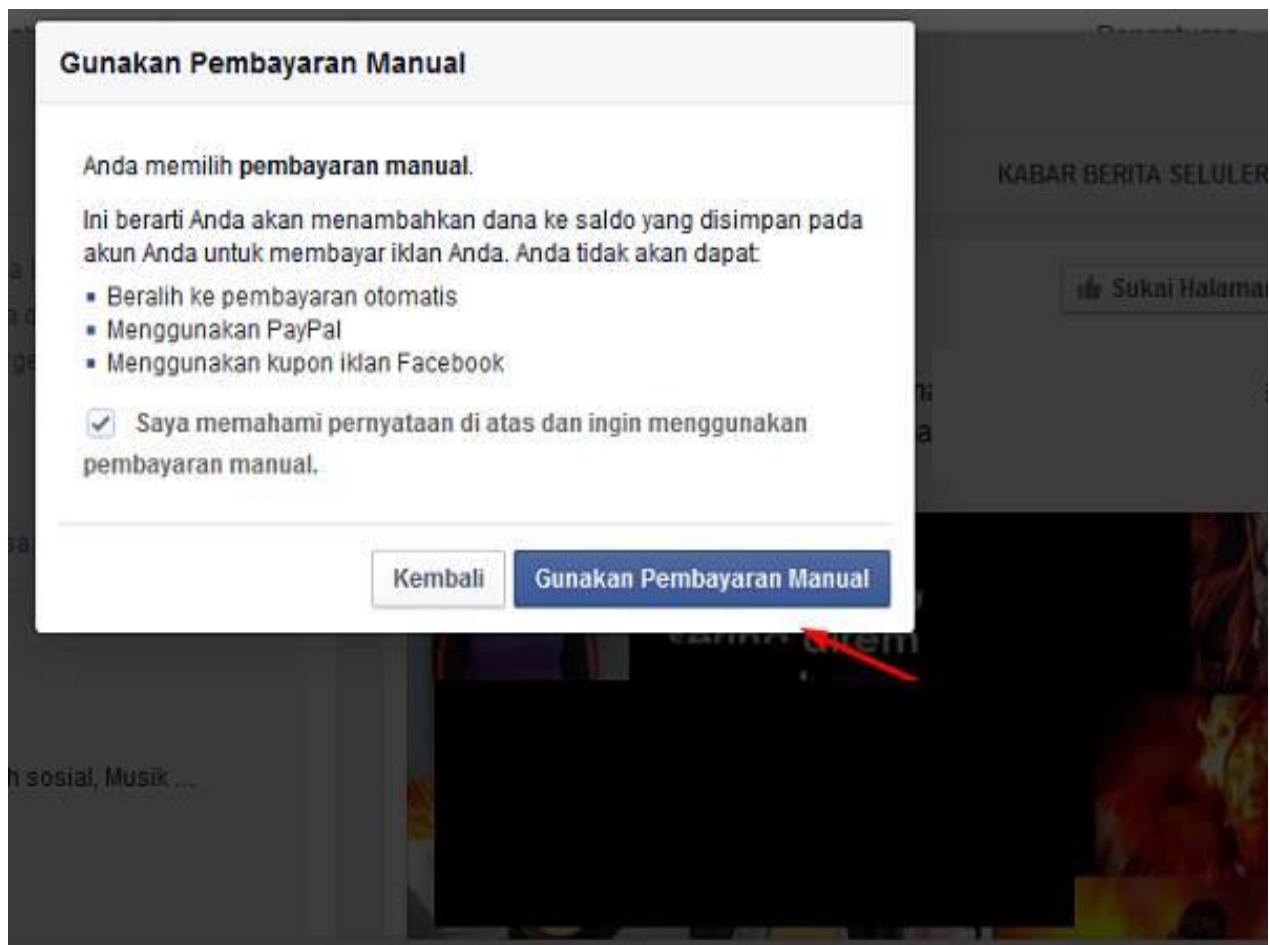 Gunakan Pembayaran Manual
Anda memilih pembayaran manual.
Ini berarti Anda akan menambahkan dana ke saldo yang disimpan pada
akun Anda untuk membayar iklan Anda. Anda tidak akan dapat:
Beralih ke pembayaran otomatis
Menggunakan PayPal
Menggunakan kupon iklan Facebook
Saya memahami pernyataan di atas dan ingin menggunakan
pembayaran manual.
Kembali
Gunakan Pembayaran Manual
KABAR BERITA SELULER
Sukai Halaman
direm
h sosial, Musik ...